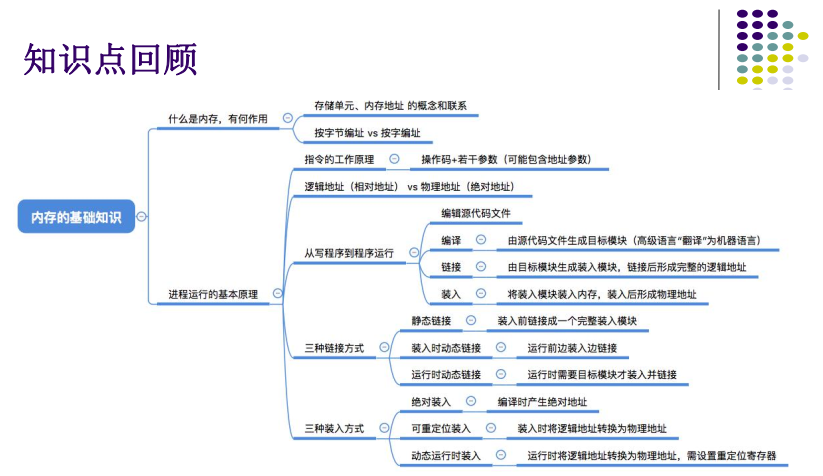 知识点回顾
内存的基础知识
什么是内存，有何作用
存储单元、内存地址 的概念和联系
按字节编址 vs 按字编址
进程运行的基本原理
指令的工作原理
操作码+若干参数（可能包含地址参数）
逻辑地址（相对地址） vs 物理地址（绝对地址）
从写程序到程序运行
编辑源代码文件
编译
由源代码文件生成目标模块（高级语言“翻译”为机器语言）
链接
由目标模块生成装入模块，链接后形成完整的逻辑地址
装入
将装入模块装入内存，装入后形成物理地址
三种链接方式
静态链接
装入前链接成一个完整装入模块
装入时动态链接
运行前边装入边链接
运行时动态链接
运行时需要目标模块才装入并链接
三种装入方式
绝对装入
编译时产生绝对地址
可重定位装入
装入时将逻辑地址转换为物理地址
动态运行时装入
运行时将逻辑地址转换为物理地址，需设置重定位寄存器